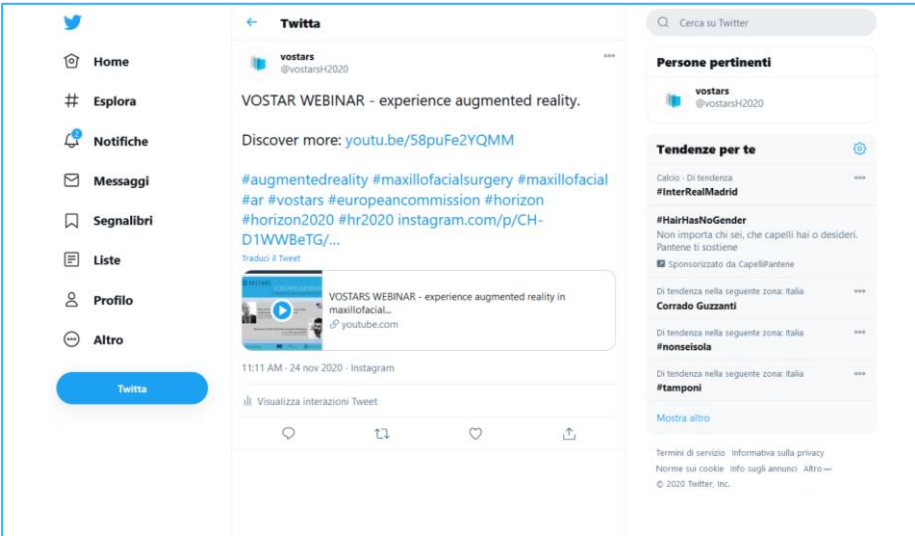 Home
Esplora
2
Notifiche
Messaggi
Segnalibri
Liste
Profilo
Altro
Twitta
Twitta
vostars
@vostarsH2020
VOSTAR WEBINAR - experience augmented reality.
Discover more: youtu.be/58puFe2YQMM
#augmentedreality #maxillofacialsurgery #maxillofacial
#ar #vostars #europeancommission #horizon
#horizon2020 #hr2020 instagram.com/p/CH-
D1WWBeTG/...
Traduci il Tweet
VOSTARS WEBINAR - experience augmented reality in
maxillofacial...
youtube.com
11:11 AM · 24 nov 2020 · Instagram
Visualizza interazioni Tweet
Cerca su Twitter
Persone pertinenti
vostars
@vostarsH2020
Tendenze per te
Calcio · Di tendenza
#InterRealMadrid
#HairHasNoGender
Non importa chi sei, che capelli hai o desideri.
Pantene ti sostiene
Sponsorizzato da CapelliPantene
Di tendenza nella seguente zona: Italia
Corrado Guzzanti
Di tendenza nella seguente zona: Italia
#nonseisola
Di tendenza nella seguente zona: Italia
#tamponi
Mostra altro
Termini di servizio Informativa sulla privacy
Norme sui cookie Info sugli annunci Altro
© 2020 Twitter, Inc.